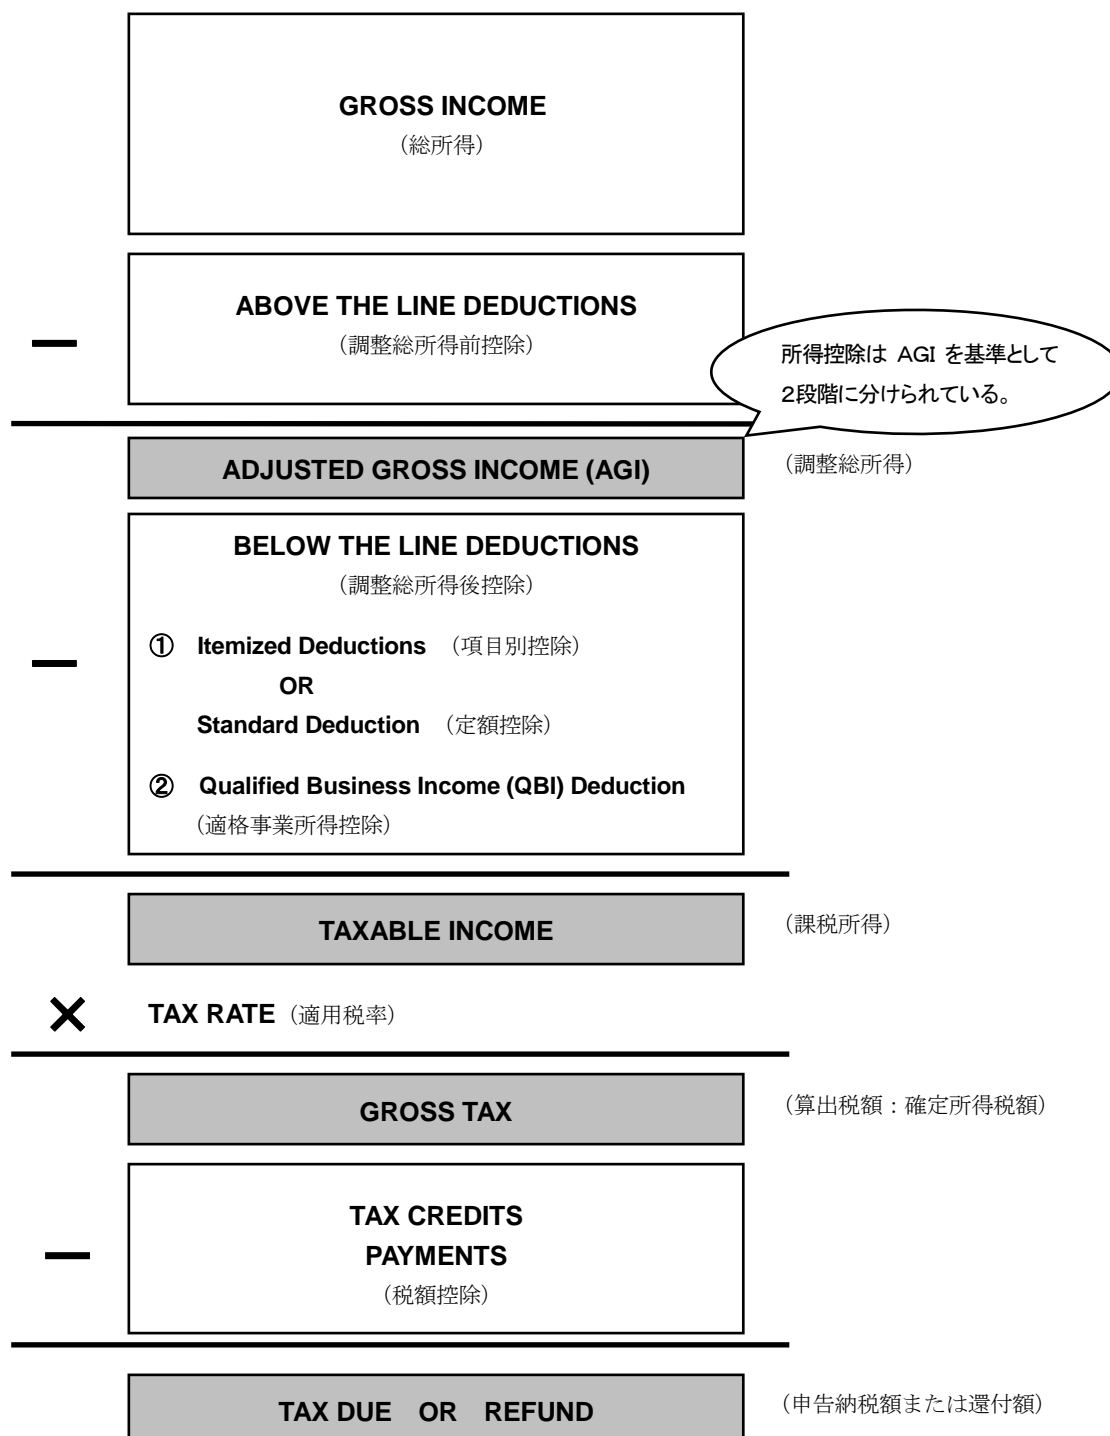 GROSS INCOME
（総所得）
ABOVE THE LINE DEDUCTIONS
（調整総所得前控除）
所得控除は AGI を基準として
２段階に分けられている。
ADJUSTED GROSS INCOME (AGI)
（調整総所得）
BELOW THE LINE DEDUCTIONS
（調整総所得後控除）
① Itemized Deductions （項目別控除）
OR
Standard Deduction （定額控除）
② Qualified Business Income (QBI) Deduction
（適格事業所得控除）
TAXABLE INCOME
（課税所得）
TAX RATE （適用税率）
GROSS TAX
（算出税額：確定所得税額）
TAX CREDITS
PAYMENTS
（税額控除）
TAX DUE OR REFUND
（申告納税額または還付額）